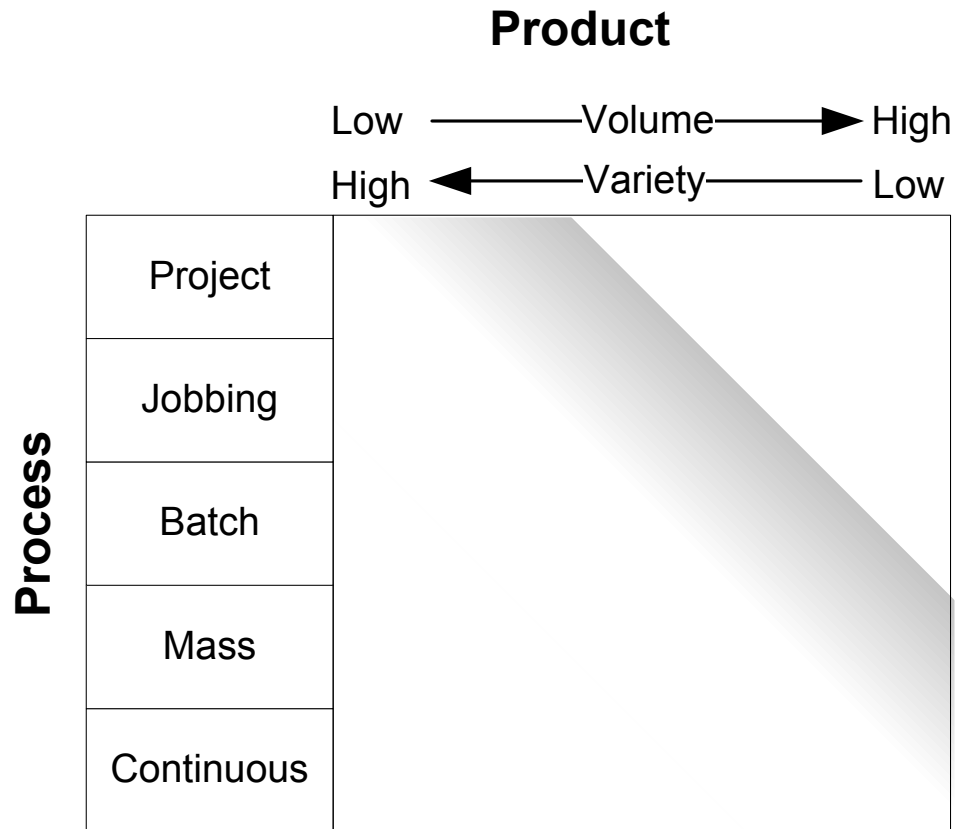 Product
Low Volume High
High Variety Low
Process
Project
Jobbing
Batch
Mass
Continuous